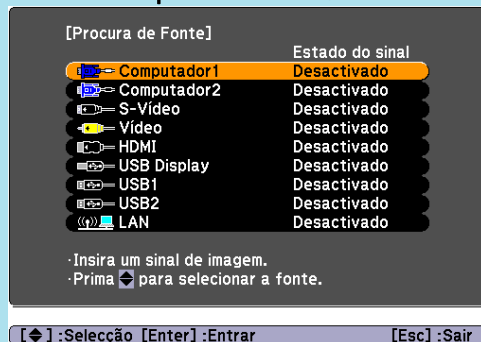 [Procura de Fonte]
Estado do sinal
Computador1 Desactivado
Computador2 Desactivado
S-Vídeo Desactivado
Vídeo Desactivado
HDMI Desactivado
USB Display Desactivado
USB1 Desactivado
USB2 Desactivado
LAN Desactivado
·Insira um sinal de imagem.
·Prima para selecionar a fonte.
[ ] :Selecção [Enter] :Entrar [Esc] :Sair